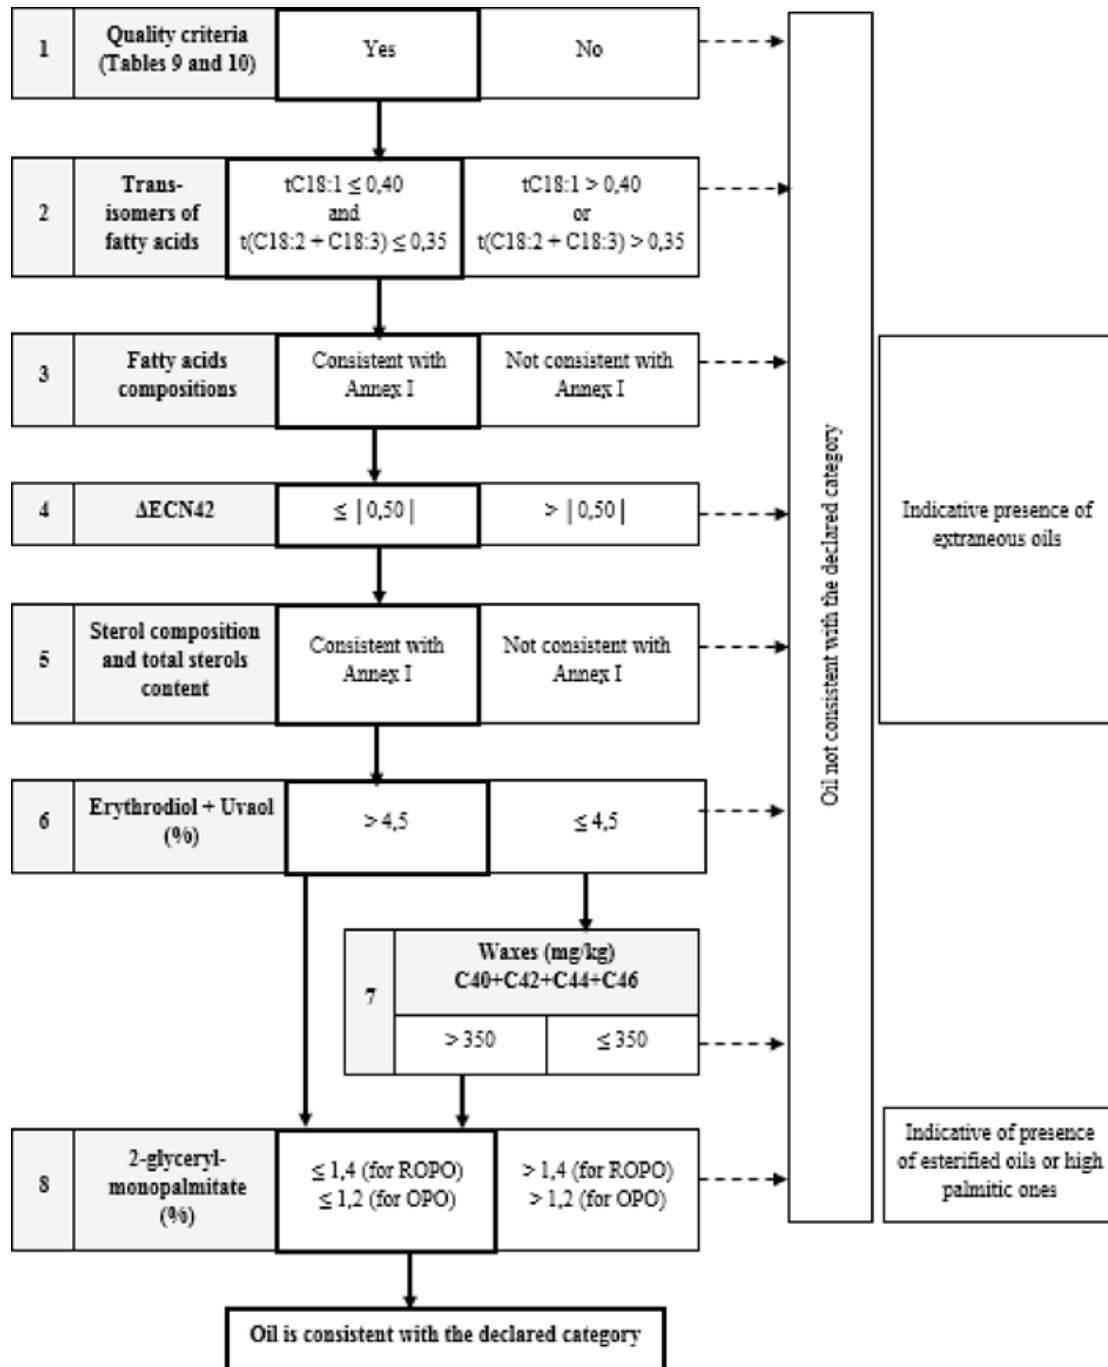 1
Quality criteria
(Tables 9 and 10)
Yes
No
2
Trans-
isomers of
fatty acids
tC18:1 ≤ 0,40
and
t(C18:2 + C18:3) ≤ 0,35
tC18:1 > 0,40
or
t(C18:2 + C18:3) > 0,35
3
Fatty acids
compositions
Consistent with
Annex I
Not consistent with
Annex I
4
ΔECN42
≤ | 0,50 |
> | 0,50 |
5
Sterol composition
and total sterols
content
Consistent with
Annex I
Not consistent with
Annex I
6
Erythrodiol + Uvaol
(%)
> 4,5
≤ 4,5
7
Waxes (mg/kg)
C40+C42+C44+C46
> 350
≤ 350
8
2-glyceryl-
monopalmitate
(%)
≤ 1,4 (for ROPO)
≤ 1,2 (for OPO)
> 1,4 (for ROPO)
> 1,2 (for OPO)
Oil is consistent with the declared category
Oil not consistent with the declared category
Indicative presence of
extraneous oils
Indicative of presence
of esterified oils or high
palmitic ones